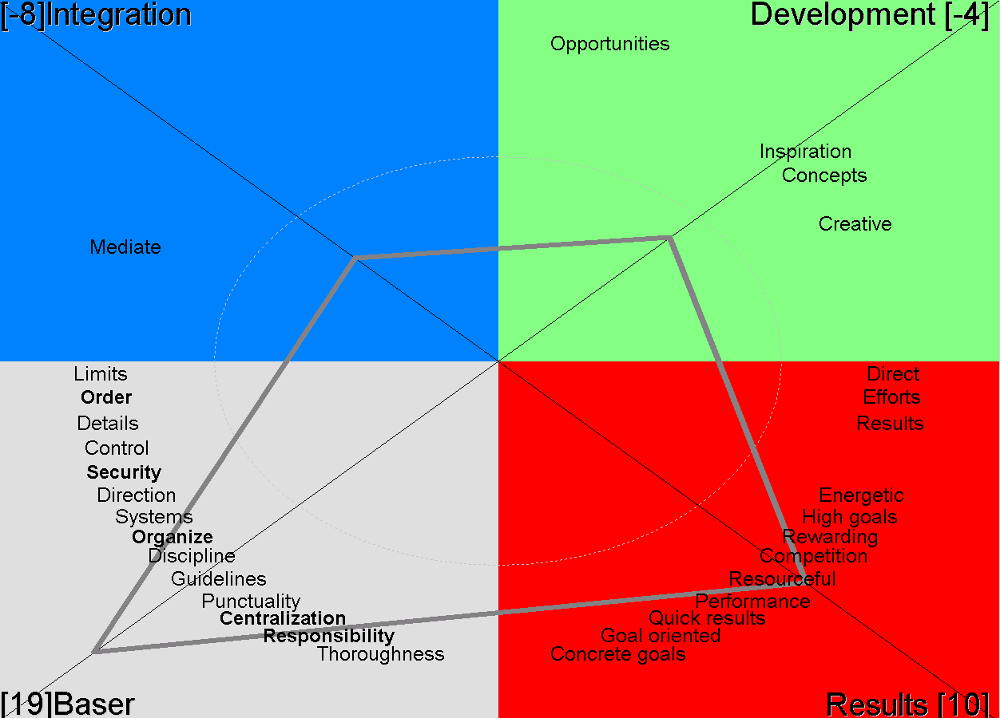 [-8]Integration
Development [-4]
Opportunities
Inspiration
Concepts
Creative
Mediate
Limits
Order
Details
Control
Security
Direction
Systems
Organize
Discipline
Guidelines
Punctuality
Centralization
Responsibility
Thoroughness
Direct
Efforts
Results
Energetic
High goals
Rewarding
Competition
Resourceful
Performance
Quick results
Goal oriented
Concrete goals
[19]Baser
Results [10]